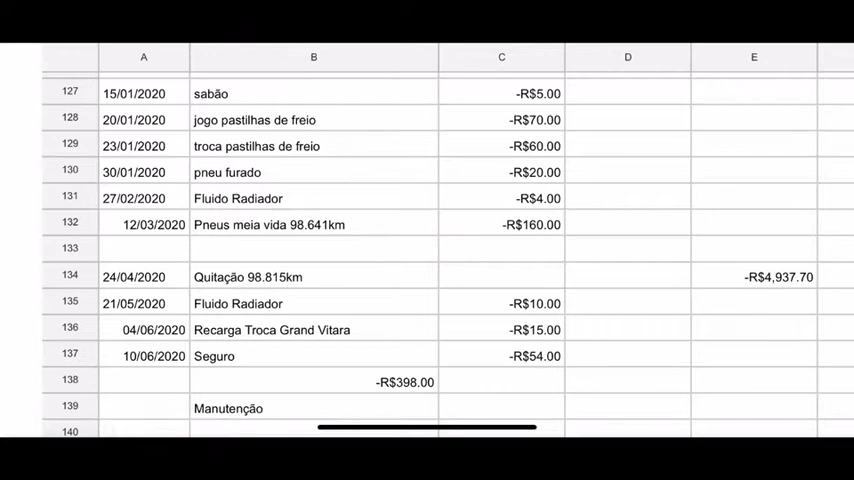 A B C D E
127 15/01/2020 sabão -R$5.00
128 20/01/2020 jogo pastilhas de freio -R$70.00
129 23/01/2020 troca pastilhas de freio -R$60.00
130 30/01/2020 pneu furado -R$20.00
131 27/02/2020 Fluido Radiador -R$4.00
132 12/03/2020 Pneus meia vida 98.641km -R$160.00
133
134 24/04/2020 Quitação 98.815km -R$4,937.70
135 21/05/2020 Fluido Radiador -R$10.00
136 04/06/2020 Recarga Troca Grand Vitara -R$15.00
137 10/06/2020 Seguro -R$54.00
138 -R$398.00
139 Manutenção
140